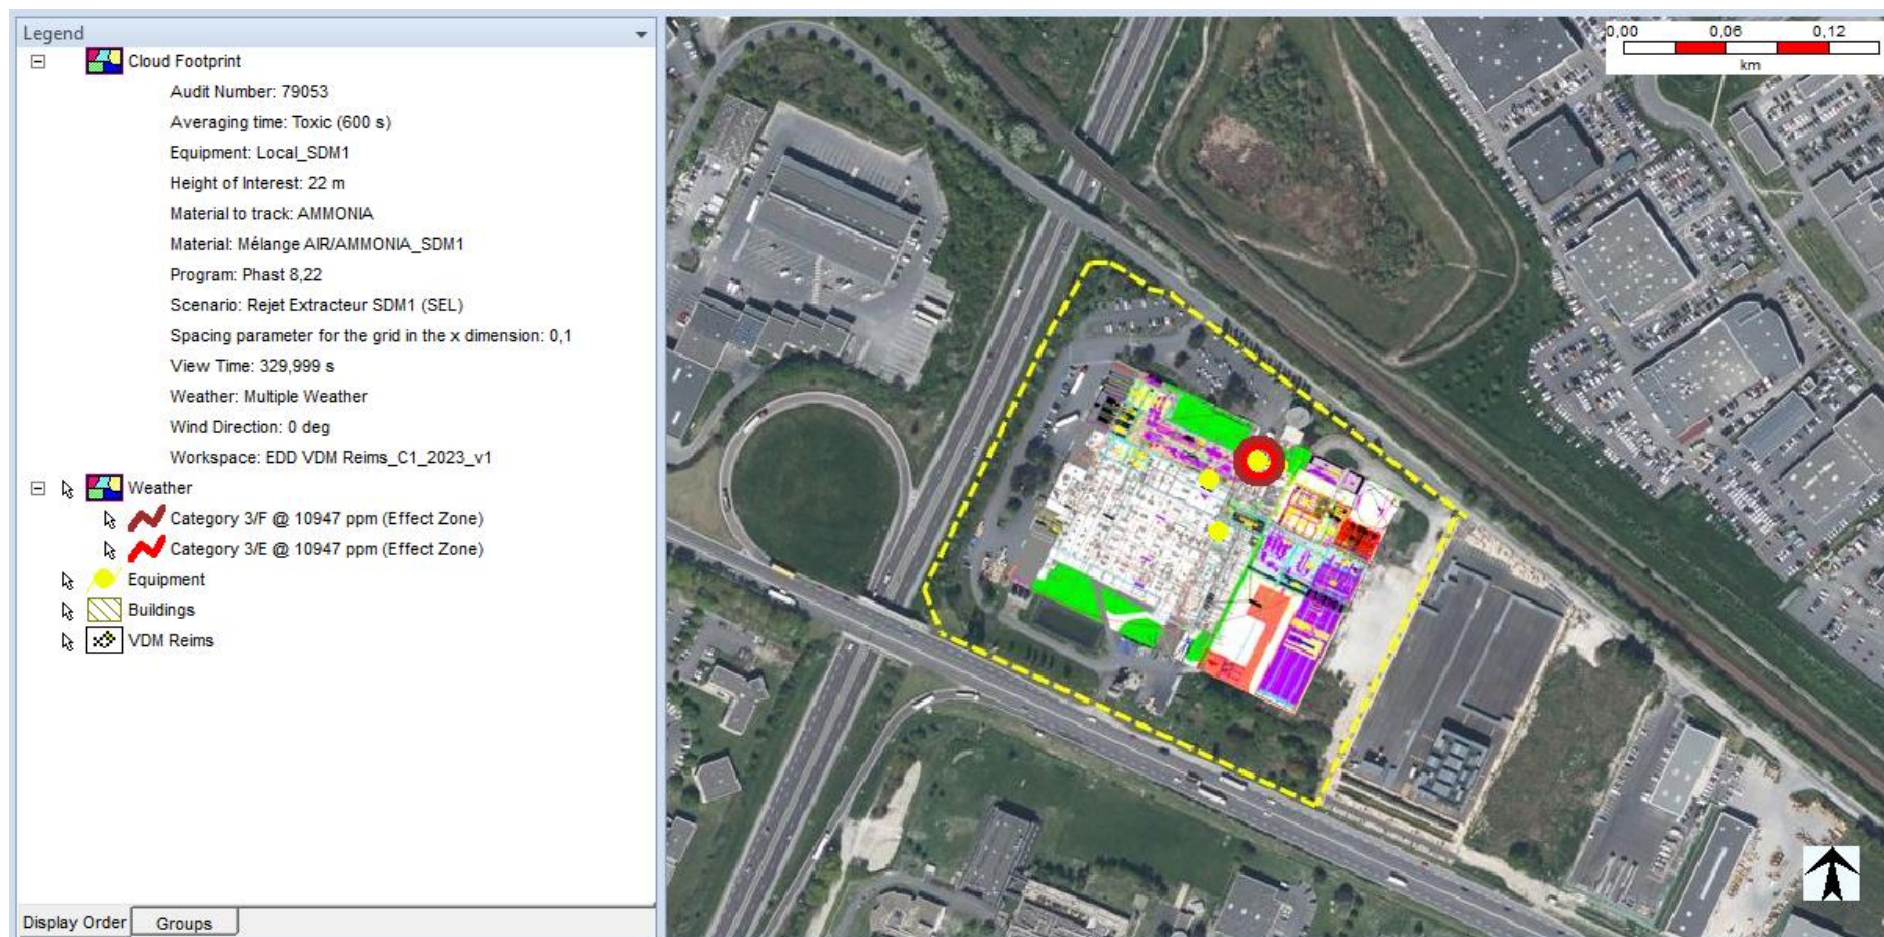 Legend
Cloud Footprint
Audit Number: 79053
Averaging time: Toxic (600 s)
Equipment: Local_SDM1
Height of Interest: 22 m
Material to track: AMMONIA
Material: Mélange AIR/AMMONIA_SDM1
Program: Phast 8,22
Scenario: Rejet Extracteur SDM1 (SEL)
Spacing parameter for the grid in the x dimension: 0,1
View Time: 329,999 s
Weather: Multiple Weather
Wind Direction: 0 deg
Workspace: EDD VDM Reims_C1_2023_v1
Weather
Category 3/F @ 10947 ppm (Effect Zone)
Category 3/E @ 10947 ppm (Effect Zone)
Equipment
Buildings
VDM Reims
Display Order Groups
0,00 0,06 0,12
km